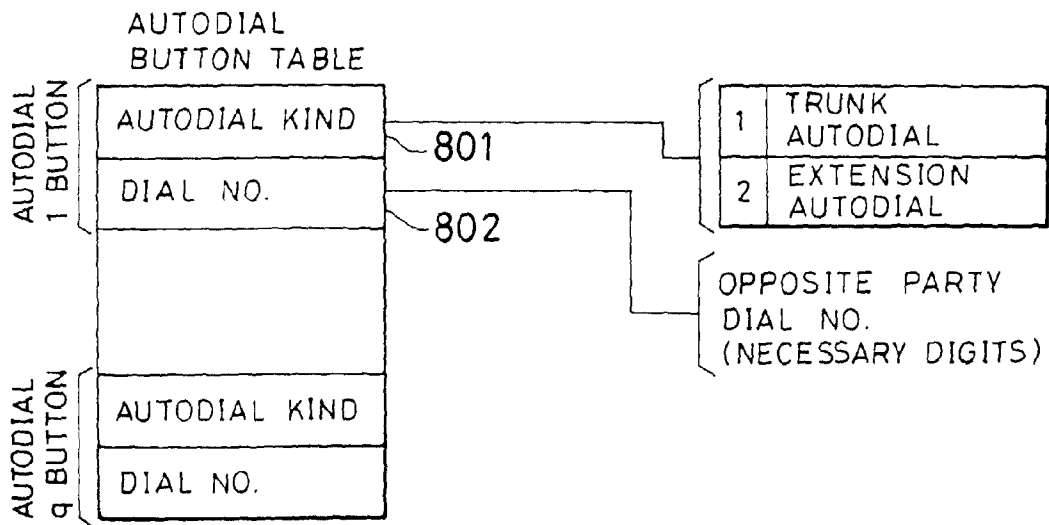 AUTODIAL
BUTTON TABLE
AUTODIAL
1 BUTTON
AUTODIAL KIND
801
DIAL NO.
802
1 TRUNK
AUTODIAL
2 EXTENSION
AUTODIAL
OPPOSITE PARTY
DIAL NO.
(NECESSARY DIGITS)
AUTODIAL
q BUTTON
AUTODIAL KIND
DIAL NO.